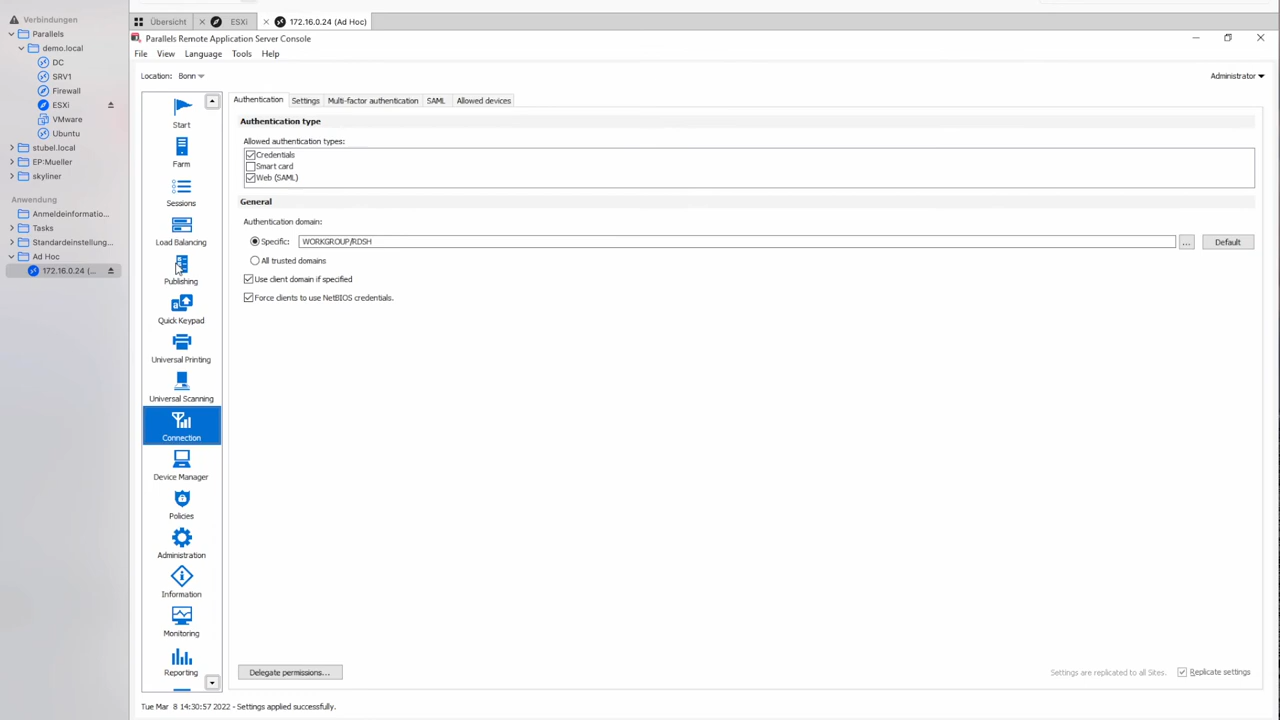 Verbindungen
Parallels
demo.local
DC
SRV1
Firewall
ESXi
VMware
Ubuntu
stubel.local
EP:Mueller
skyliner
Anwendung
Anmeldeinformatio...
Tasks
Standardeinstellung...
Ad Hoc
172.16.0.24 (...
Übersicht
ESXi
172.16.0.24 (Ad Hoc)
Parallels Remote Application Server Console
File View Language Tools Help
Location: Bonn
Administrator
Start
Farm
Sessions
Load Balancing
Publishing
Quick Keypad
Universal Printing
Universal Scanning
Connection
Device Manager
Policies
Administration
Information
Monitoring
Reporting
Authentication Settings Multi-factor authentication SAML Allowed devices
Authentication type
Allowed authentication types:
Credentials
Smart card
Web (SAML)
General
Authentication domain:
Specific: WORKGROUP/RDSH ... Default
All trusted domains
Use client domain if specified
Force clients to use NetBIOS credentials.
Delegate permissions...
Settings are replicated to all Sites. Replicate settings
Tue Mar 8 14:30:57 2022 - Settings applied successfully.